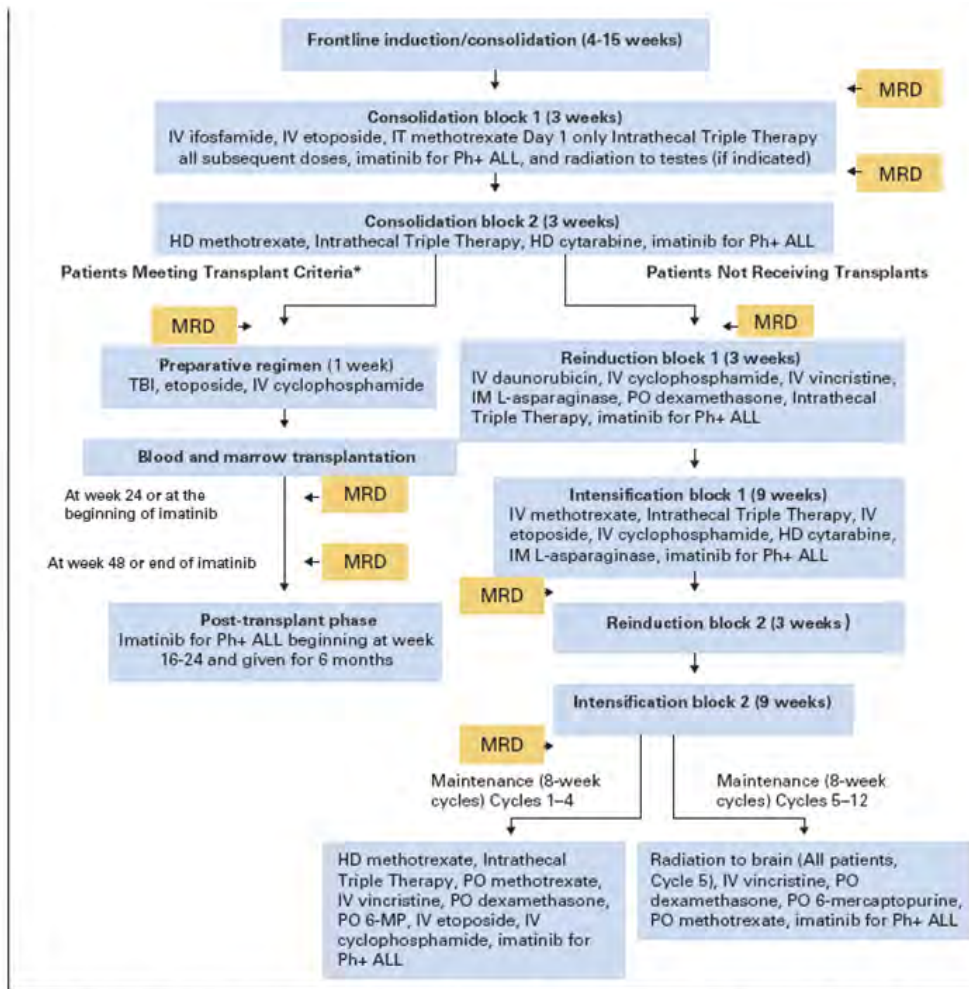 Frontline induction/consolidation (4-15 weeks)
MRD
Consolidation block 1 (3 weeks)
IV ifosfamide, IV etoposide, IT methotrexate Day 1 only Intrathecal Triple Therapy
all subsequent doses, imatinib for Ph+ ALL, and radiation to testes (if indicated)
MRD
Consolidation block 2 (3 weeks)
HD methotrexate, Intrathecal Triple Therapy, HD cytarabine, imatinib for Ph+ ALL
Patients Meeting Transplant Criteria*
Patients Not Receiving Transplants
MRD
MRD
Preparative regimen (1 week)
TBI, etoposide, IV cyclophosphamide
Reinduction block 1 (3 weeks)
IV daunorubicin, IV cyclophosphamide, IV vincristine,
IM L-asparaginase, PO dexamethasone, Intrathecal
Triple Therapy, imatinib for Ph+ ALL
Blood and marrow transplantation
At week 24 or at the
beginning of imatinib
MRD
Intensification block 1 (9 weeks)
IV methotrexate, Intrathecal Triple Therapy, IV
etoposide, IV cyclophosphamide, HD cytarabine,
IM L-asparaginase, imatinib for Ph+ ALL
At week 48 or end of imatinib
MRD
MRD
Post-transplant phase
Imatinib for Ph+ ALL beginning at week
16-24 and given for 6 months
Reinduction block 2 (3 weeks)
Intensification block 2 (9 weeks)
MRD
Maintenance (8-week
cycles) Cycles 1–4
Maintenance (8-week
cycles) Cycles 5–12
HD methotrexate, Intrathecal
Triple Therapy, PO methotrexate,
IV vincristine, PO dexamethasone,
PO 6-MP, IV etoposide, IV
cyclophosphamide, imatinib for
Ph+ ALL
Radiation to brain (All patients,
Cycle 5), IV vincristine, PO
dexamethasone, PO 6-mercaptopurine,
PO methotrexate, imatinib for Ph+ ALL